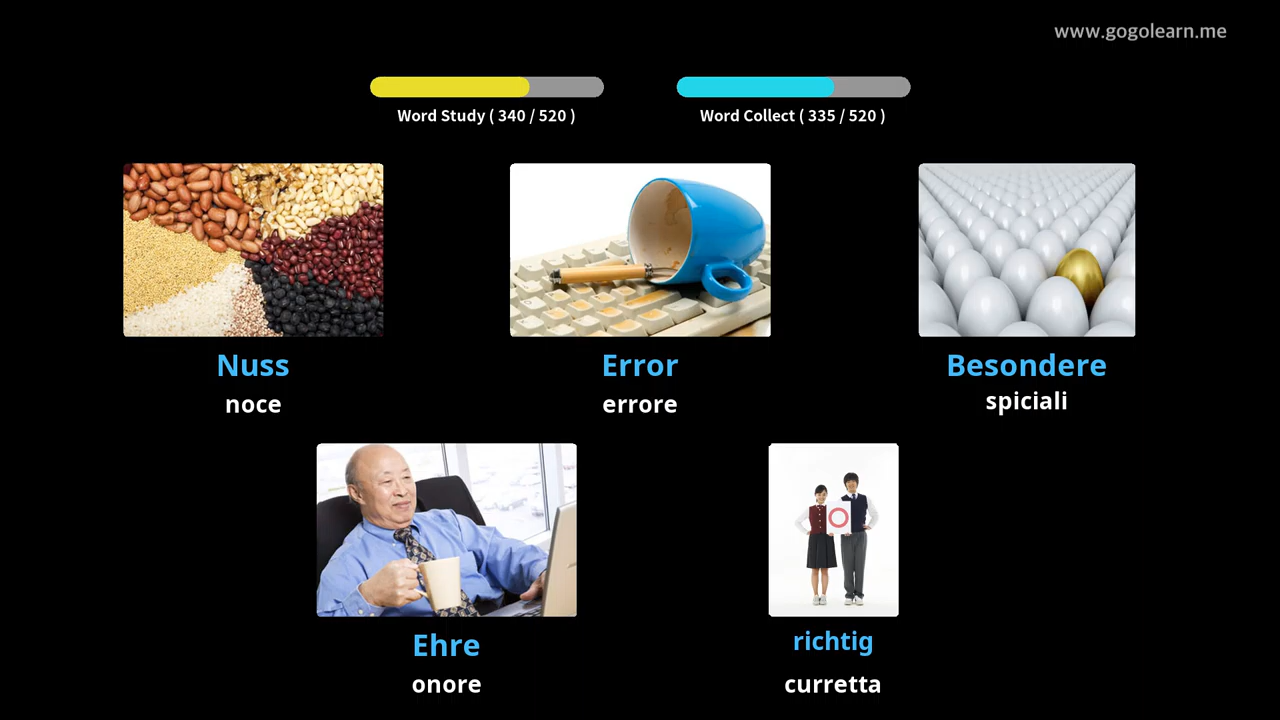 www.gogolearn.me
Word Study ( 340 / 520 )
Word Collect ( 335 / 520 )
Nuss
noce
Error
errore
Besondere
spiciali
Ehre
onore
richtig
curretta